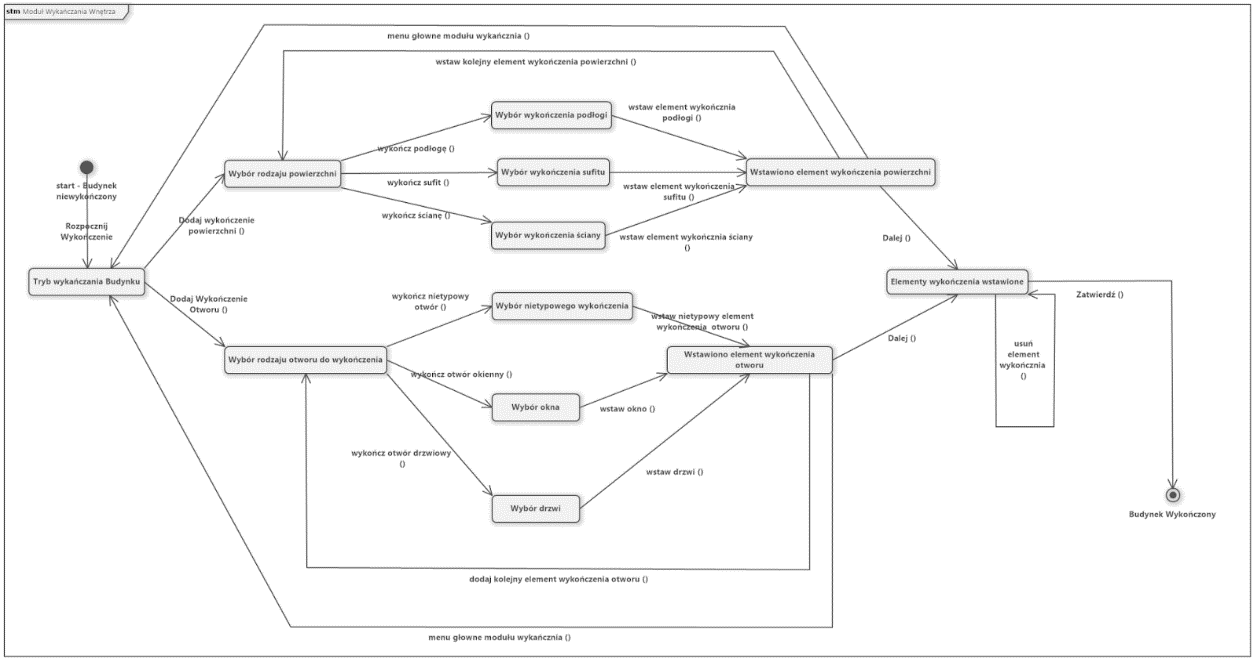 stm Moduł Wykańczania Wnętrza
menu głowne modułu wykańcznia ()
wstaw kolejny element wykończenia powierzchni ()
Wybór wykończenia podłogi
wstaw element wykończnia
podłogi ()
wykończ podłogę ()
Wybór rodzaju powierzchni
wykończ sufit ()
Wybór wykończenia sufitu
Wstawiono element wykończenia powierzchni
wstaw element wykończenia
sufitu ()
start - Budynek
niewykończony
wykończ ścianę ()
Wybór wykończenia ściany
wstaw element wykończnia ściany
()
Dodaj wykończenie
powierzchni ()
Rozpocznij
Wykończenie
Dalej ()
Tryb wykańczania Budynku
Elementy wykończenia wstawione
Zatwierdź ()
Dodaj Wykończenie
Otworu ()
wykończ nietypowy
otwór ()
Wybór nietypowego wykończenia
wstaw nietypowy element
wykończenia otworu ()
Dalej ()
usuń
element
wykończnia
()
Wybór rodzaju otworu do wykończenia
Wstawiono element wykończenia
otworu
wykończ otwór okienny ()
Wybór okna
wstaw okno ()
wykończ otwór drzwiowy
()
wstaw drzwi ()
Wybór drzwi
Budynek Wykończony
dodaj kolejny element wykończenia otworu ()
menu głowne modułu wykańcznia ()